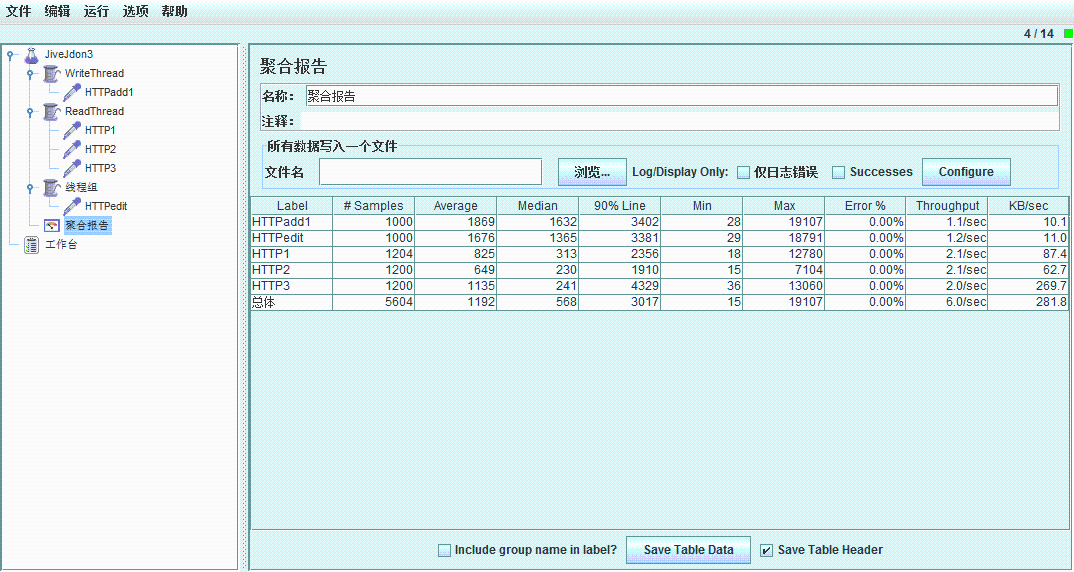 文件 编辑 运行 选项 帮助
4 / 14
JiveJdon3
WriteThread
HTTPadd1
ReadThread
HTTP1
HTTP2
HTTP3
线程组
HTTPedit
聚合报告
工作台
聚合报告
名称： 聚合报告
注释：
所有数据写入一个文件
文件名 浏览... Log/Display Only: 仅日志错误 Successes Configure
Label # Samples Average Median 90% Line Min Max Error % Throughput KB/sec
HTTPadd1 1000 1869 1632 3402 28 19107 0.00% 1.1/sec 10.1
HTTPedit 1000 1676 1365 3381 29 18791 0.00% 1.2/sec 11.0
HTTP1 1204 825 313 2356 18 12780 0.00% 2.1/sec 87.4
HTTP2 1200 649 230 1910 15 7104 0.00% 2.1/sec 62.7
HTTP3 1200 1135 241 4329 36 13060 0.00% 2.0/sec 269.7
总体 5604 1192 568 3017 15 19107 0.00% 6.0/sec 281.8
Include group name in label? Save Table Data Save Table Header